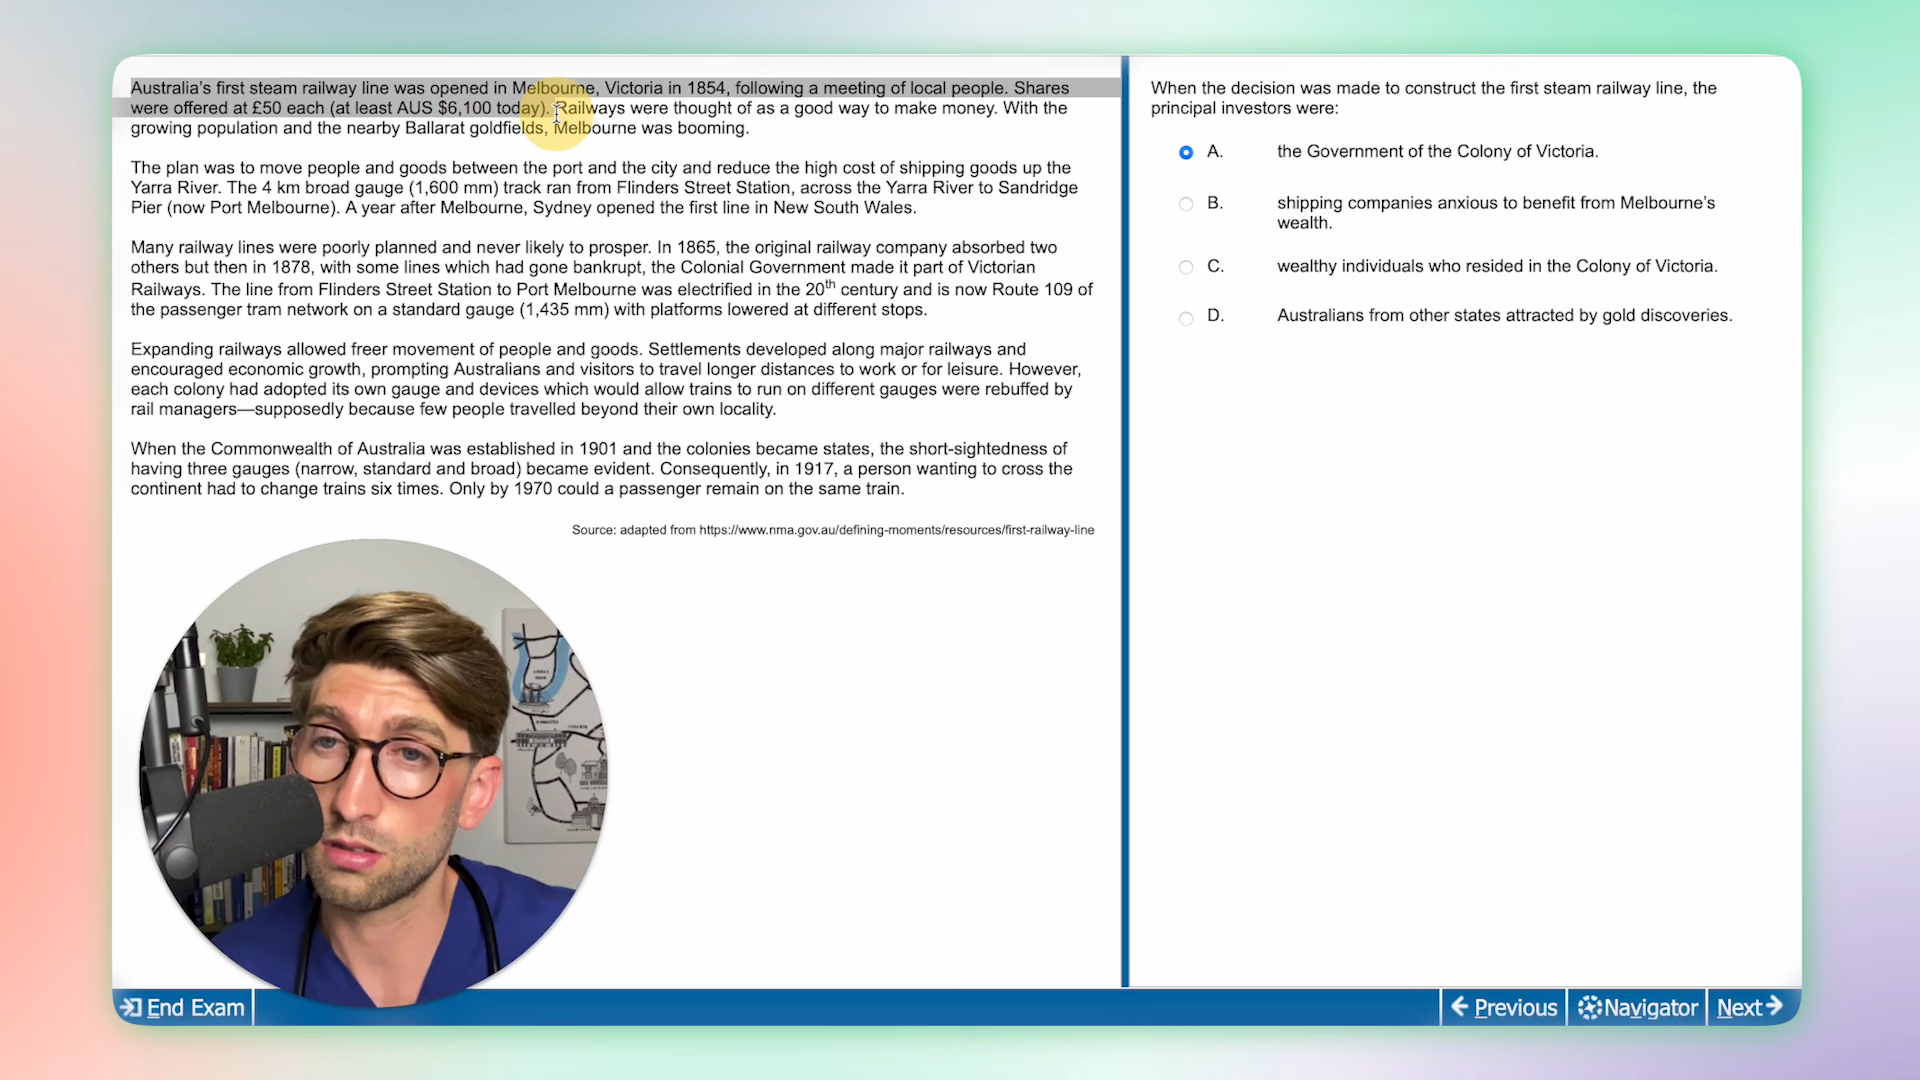 Australia's first steam railway line was opened in Melbourne, Victoria in 1854, following a meeting of local people. Shares
were offered at £50 each (at least AUS $6,100 today). Railways were thought of as a good way to make money. With the
growing population and the nearby Ballarat goldfields, Melbourne was booming.
The plan was to move people and goods between the port and the city and reduce the high cost of shipping goods up the
Yarra River. The 4 km broad gauge (1,600 mm) track ran from Flinders Street Station, across the Yarra River to Sandridge
Pier (now Port Melbourne). A year after Melbourne, Sydney opened the first line in New South Wales.
Many railway lines were poorly planned and never likely to prosper. In 1865, the original railway company absorbed two
others but then in 1878, with some lines which had gone bankrupt, the Colonial Government made it part of Victorian
Railways. The line from Flinders Street Station to Port Melbourne was electrified in the 20th century and is now Route 109 of
the passenger tram network on a standard gauge (1,435 mm) with platforms lowered at different stops.
Expanding railways allowed freer movement of people and goods. Settlements developed along major railways and
encouraged economic growth, prompting Australians and visitors to travel longer distances to work or for leisure. However,
each colony had adopted its own gauge and devices which would allow trains to run on different gauges were rebuffed by
rail managers—supposedly because few people travelled beyond their own locality.
When the Commonwealth of Australia was established in 1901 and the colonies became states, the short-sightedness of
having three gauges (narrow, standard and broad) became evident. Consequently, in 1917, a person wanting to cross the
continent had to change trains six times. Only by 1970 could a passenger remain on the same train.
Source: adapted from https://www.nma.gov.au/defining-moments/resources/first-railway-line
When the decision was made to construct the first steam railway line, the
principal investors were:
A. the Government of the Colony of Victoria.
B. shipping companies anxious to benefit from Melbourne's
wealth.
C. wealthy individuals who resided in the Colony of Victoria.
D. Australians from other states attracted by gold discoveries.
End Exam
Previous
Navigator
Next